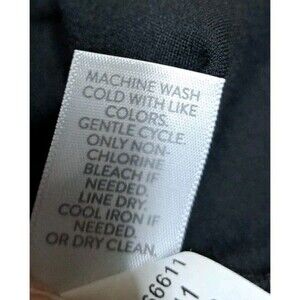 MACHINE WASH
COLD WITH LIKE
COLORS.
GENTLE CYCLE.
ONLY NON-
CHLORINE
BLEACH IF
NEEDED.
LINE DRY.
COOL IRON IF
NEEDED.
OR DRY CLEAN.
66611